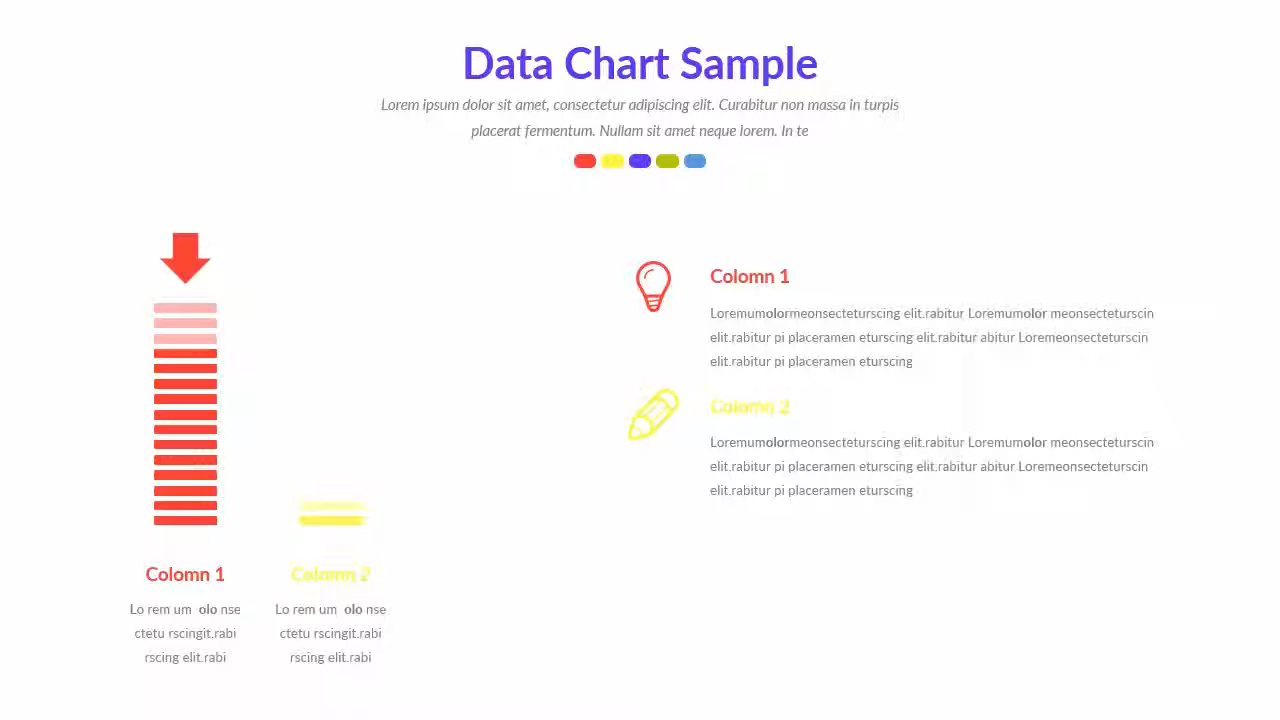 Data Chart Sample
Lorem ipsum dolor sit amet, consectetur adipiscing elit. Curabitur non massa in turpis
placerat fermentum. Nullam sit amet neque lorem. In te
Colomn 1
Loremumolormeonsecteturscing elit.rabitur Loremumolor meonsecteturscin
elit.rabitur pi placeramen eturscing elit.rabitur abitur Loremeonsecteturscin
elit.rabitur pi placeramen eturscing
Colomn 2
Loremumolormeonsecteturscing elit.rabitur Loremumolor meonsecteturscin
elit.rabitur pi placeramen eturscing elit.rabitur abitur Loremeonsecteturscin
elit.rabitur pi placeramen eturscing
Colomn 1
Lo rem um olo nse
ctetu rscingit.rabi
rscing elit.rabi
Colomn 2
Lo rem um olo nse
ctetu rscingit.rabi
rscing elit.rabi